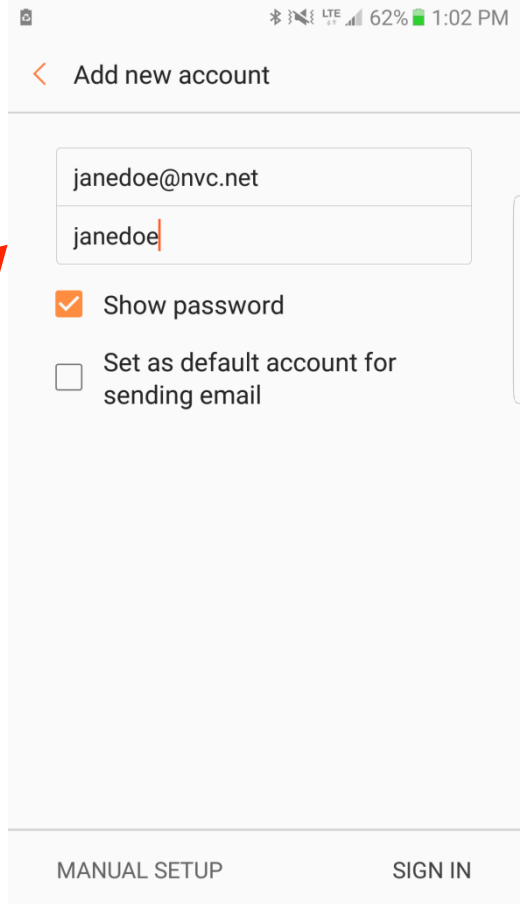 LTE 62% 1:02 PM
Add new account
janedoe@nvc.net
janedoe
Show password
Set as default account for
sending email
MANUAL SETUP SIGN IN